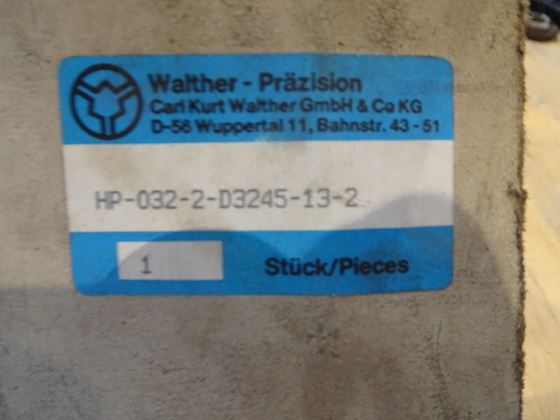 Walther - Präzision
Carl Kurt Walther GmbH & Co KG
D-56 Wuppertal 11, Bahnstr. 43 - 51
HP-032-2-D3245-13-2
1 Stück/Pieces